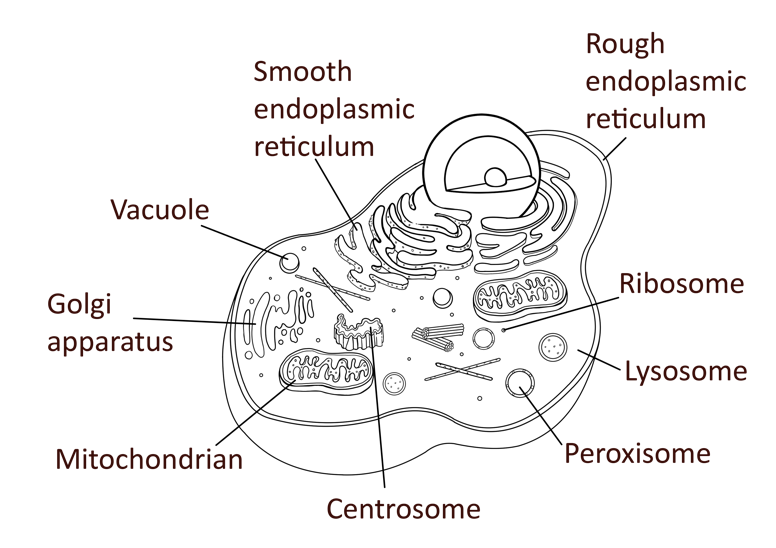 Rough
endoplasmic
reticulum
Smooth
endoplasmic
reticulum
Vacuole
Ribosome
Golgi
apparatus
Lysosome
Peroxisome
Mitochondrian
Centrosome